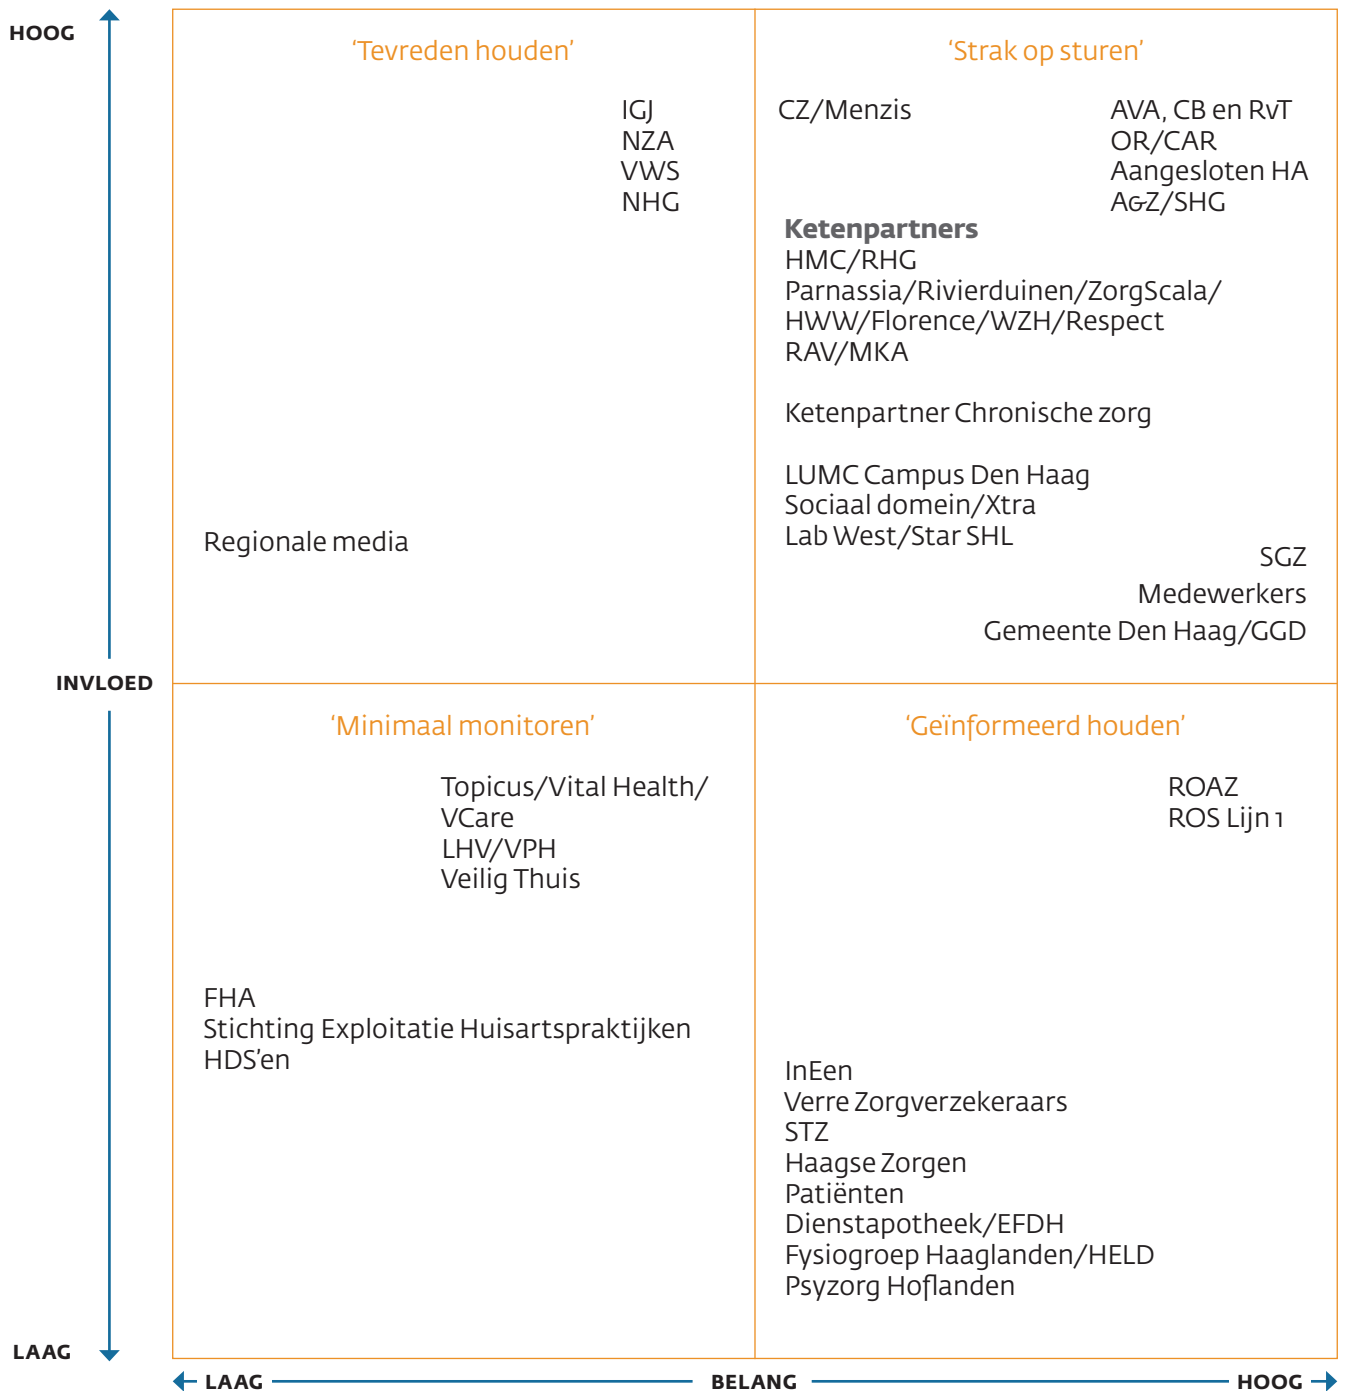 HOOG
‘Tevreden houden’
IGJ
NZA
VWS
NHG
Regionale media
‘Strak op sturen’
CZ/Menzis
AVA, CB en RvT
OR/CAR
Aangesloten HA
A&Z/SHG
Ketenpartners
HMC/RHG
Parnassia/Rivierduinen/ZorgScala/
HWW/Florence/WZH/Respect
RAV/MKA
Ketenpartner Chronische zorg
LUMC Campus Den Haag
Sociaal domein/Xtra
Lab West/Star SHL
SGZ
Medewerkers
Gemeente Den Haag/GGD
INVLOED
‘Minimaal monitoren’
Topicus/Vital Health/
VCare
LHV/VPH
Veilig Thuis
FHA
Stichting Exploitatie Huisartspraktijken
HDS’en
‘Geïnformeerd houden’
ROAZ
ROS Lijn 1
InEen
Verre Zorgverzekeraars
STZ
Haagse Zorgen
Patiënten
Dienstapotheek/EFDH
Fysiogroep Haaglanden/HELD
Psyzorg Hoflanden
LAAG
LAAG
BELANG
HOOG